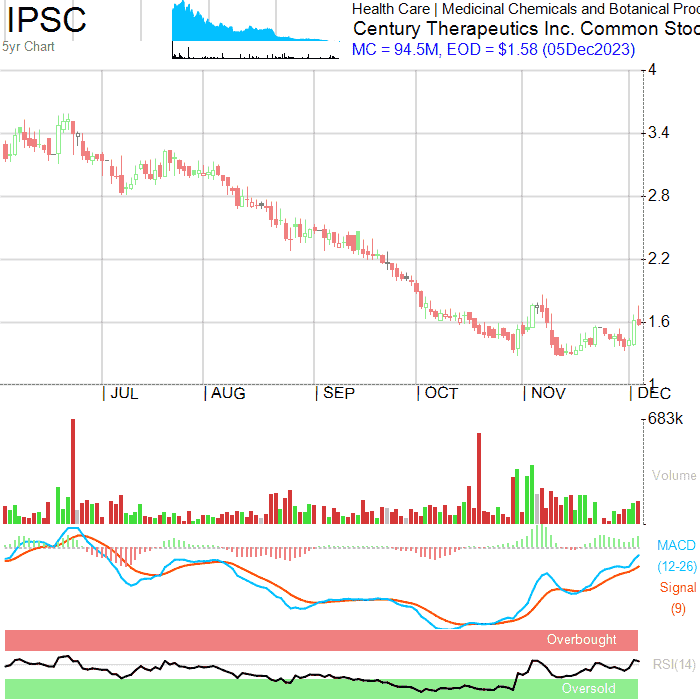 IPSC
5yr Chart
Health Care | Medicinal Chemicals and Botanical Proc
Century Therapeutics Inc. Common Stoc
MC = 94.5M, EOD = $1.58 (05Dec2023)
4
3.4
2.8
2.2
1.6
1
| JUL | AUG | SEP | OCT | NOV | DEC
683k
Volume
MACD
(12-26)
Signal
(9)
Overbought
RSI(14)
Oversold